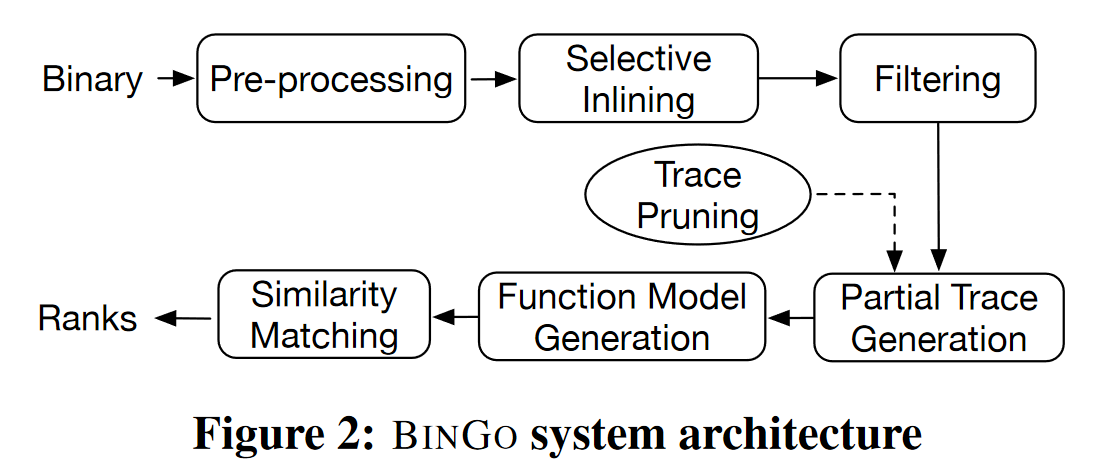 Binary
Pre-processing
Selective
Inlining
Filtering
Trace
Pruning
Partial Trace
Generation
Function Model
Generation
Similarity
Matching
Ranks
Figure 2: BINGO system architecture